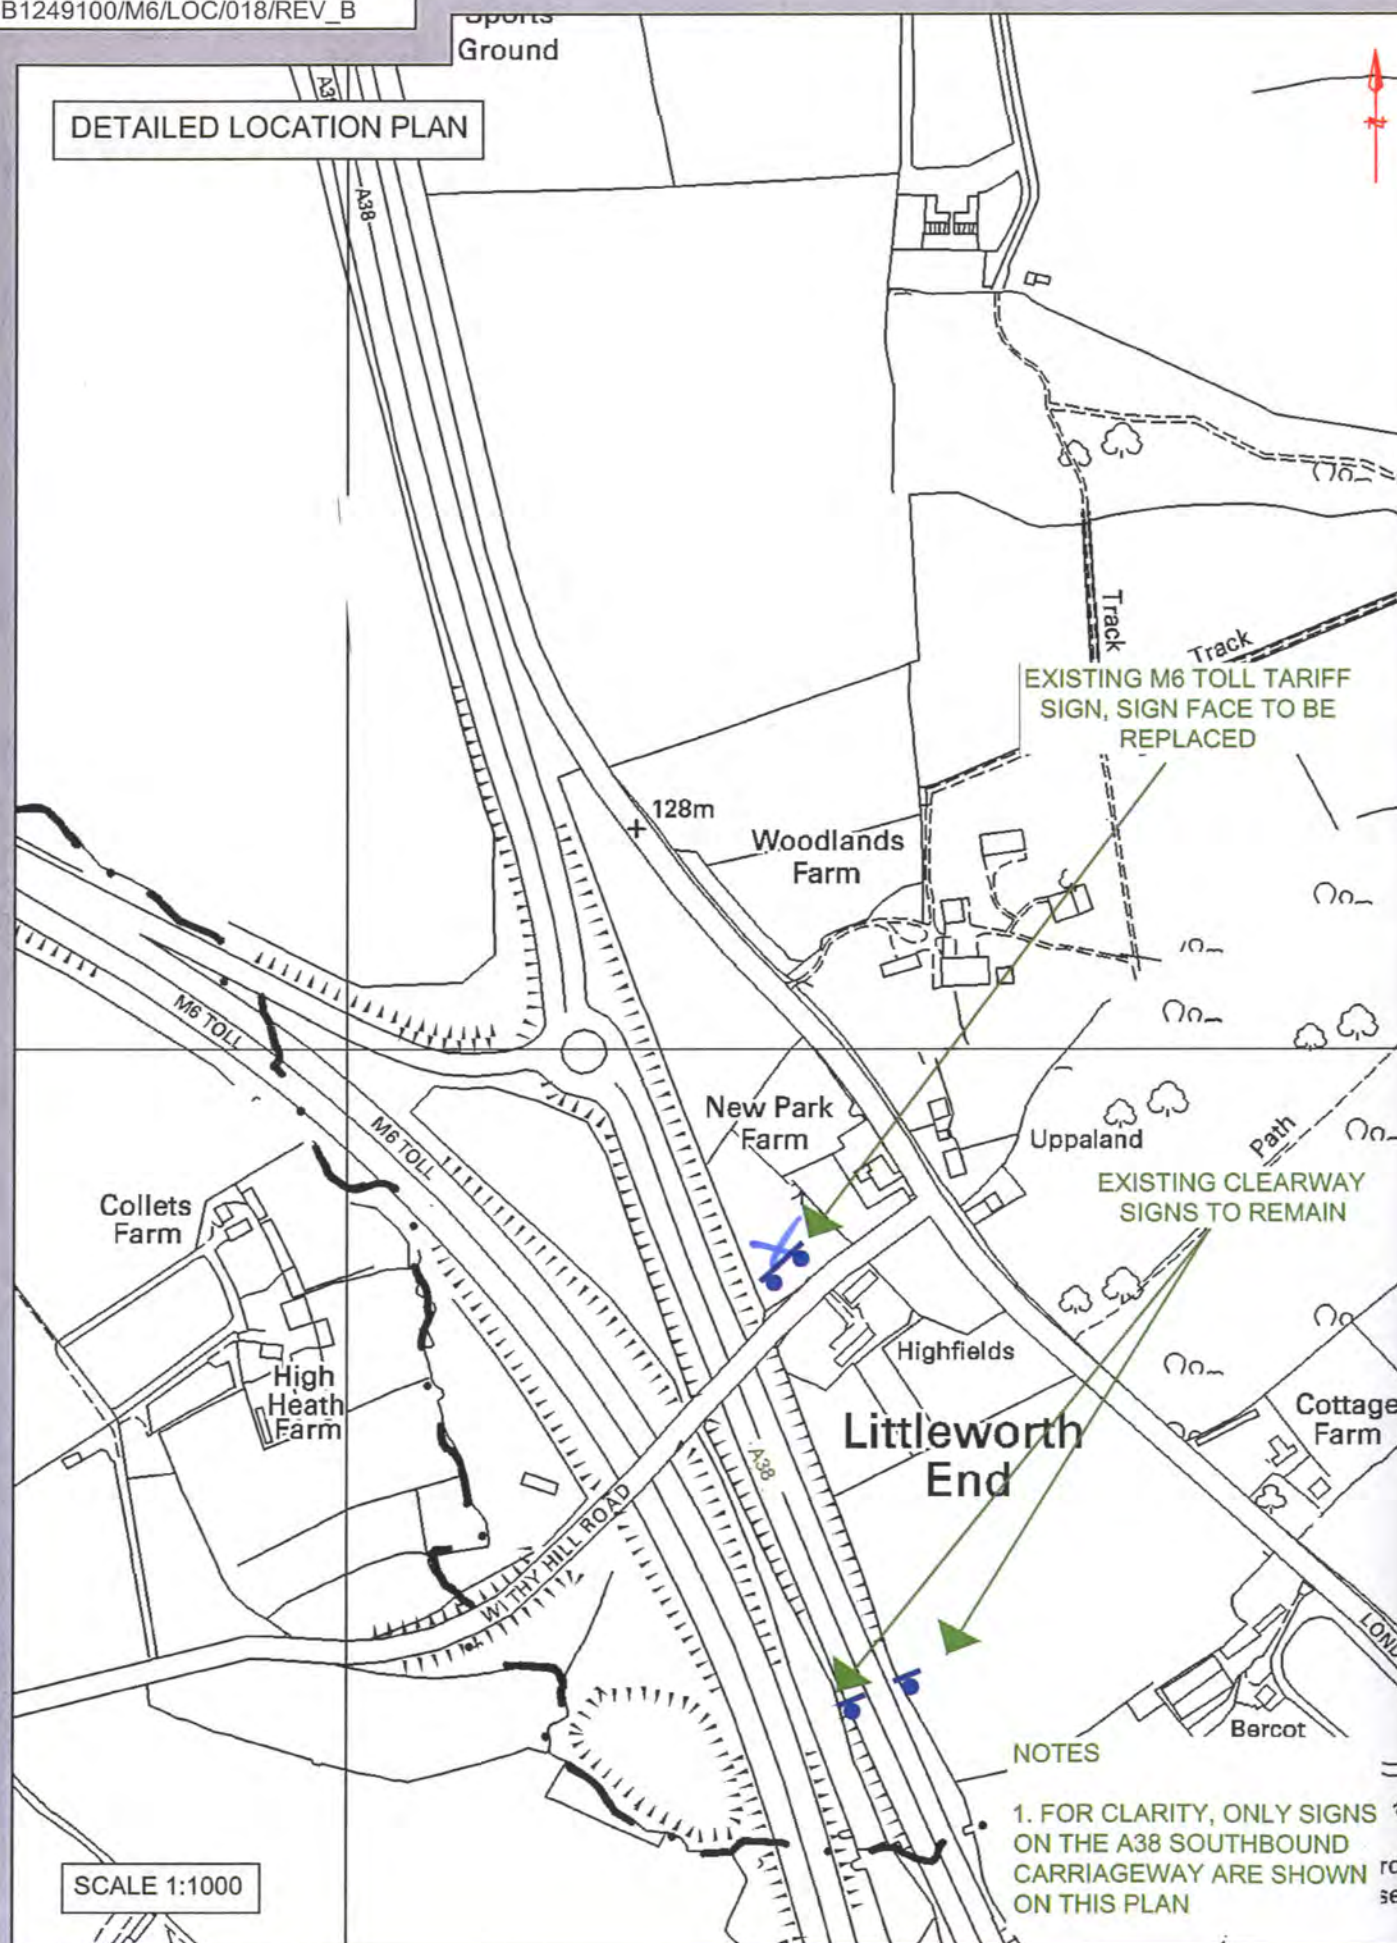 B1249100/M6/LOC/018/REV_B
Sports
Ground
DETAILED LOCATION PLAN
A38
N
Track
Track
EXISTING M6 TOLL TARIFF
SIGN, SIGN FACE TO BE
REPLACED
128m
Woodlands
Farm
M6 TOLL
M6 TOLL
New Park
Farm
Uppaland
Path
EXISTING CLEARWAY
SIGNS TO REMAIN
Collets
Farm
High
Heath
Farm
Highfields
Littleworth
End
Cottage
Farm
A38
WITHY HILL ROAD
Bercot
NOTES
1. FOR CLARITY, ONLY SIGNS
ON THE A38 SOUTHBOUND
CARRIAGEWAY ARE SHOWN
ON THIS PLAN
SCALE 1:1000